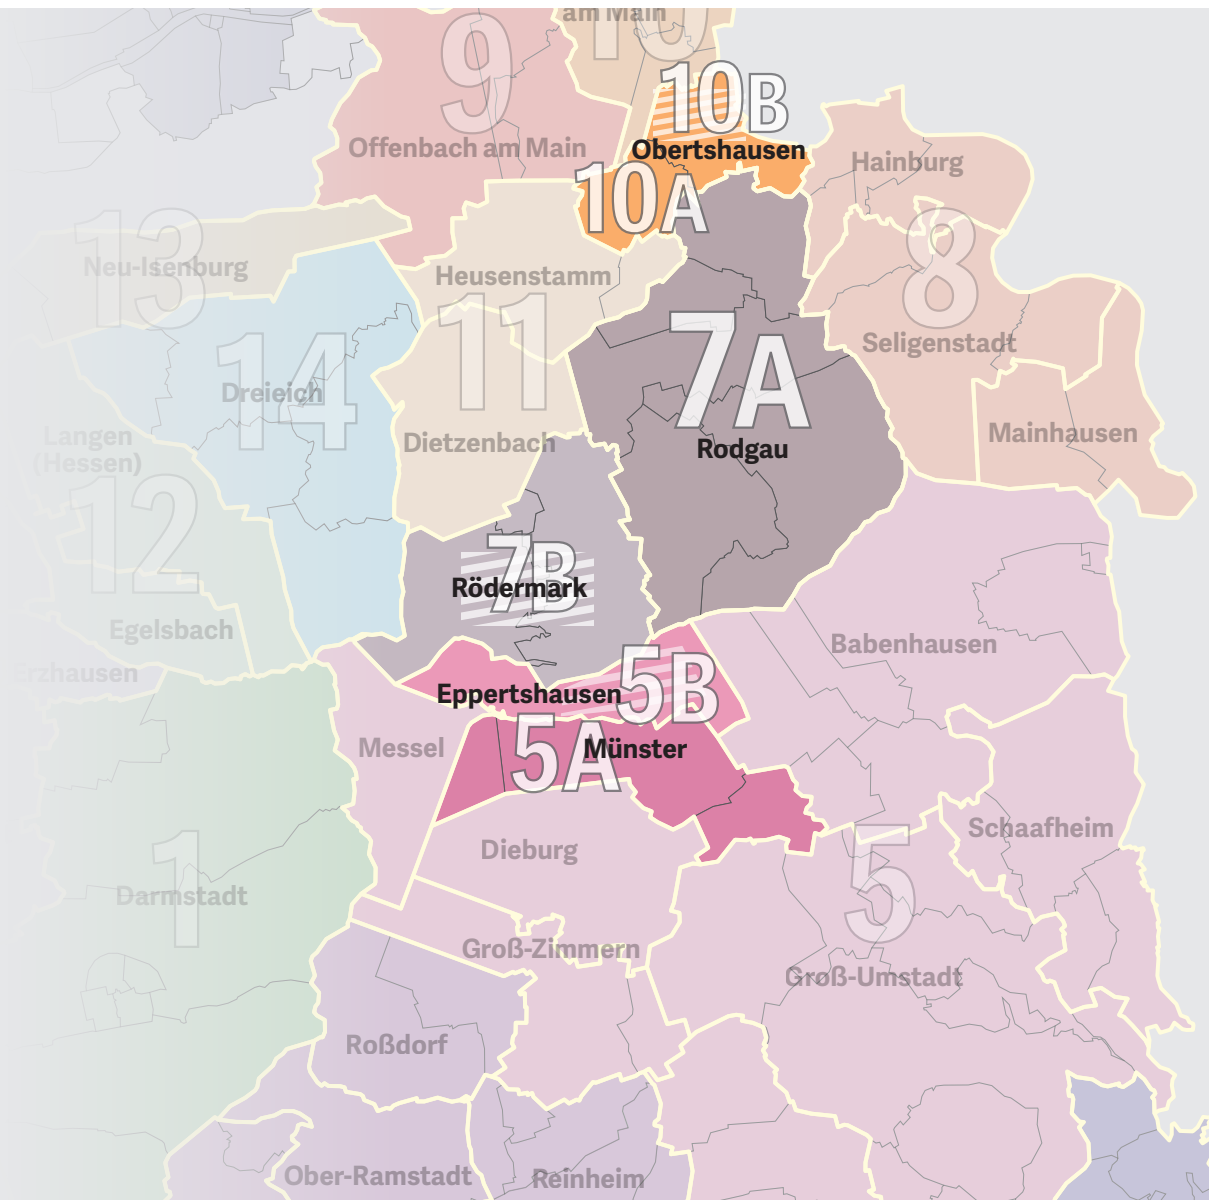 am Main
10
9
10B
Offenbach am Main
Obertshausen
Hainburg
10A
13
8
Neu-Isenburg
Heusenstamm
11
14
7A
Seligenstadt
Dreieich
Langen
(Hessen)
Dietzenbach
Rodgau
Mainhausen
12
7B
Rödermark
Egelsbach
Babenhausen
Erzhausen
Eppertshausen
5B
Messel
5A
Münster
Dieburg
Schaafheim
1
Darmstadt
5
Groß-Zimmern
Groß-Umstadt
Roßdorf
Ober-Ramstadt
Reinheim